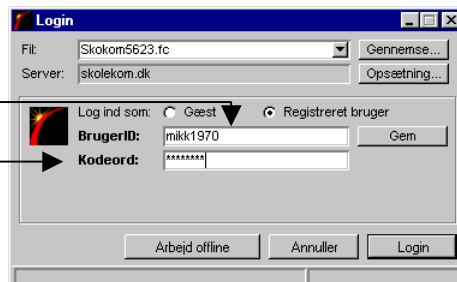 Login
Fil: Skokom5623.fc Gennemse...
Server: skolekom.dk Opsætning...
Log ind som: Gæst Registreret bruger
BrugerID: mikk1970 Gem
Kodeord: ********
Arbejd offline Annuller Login